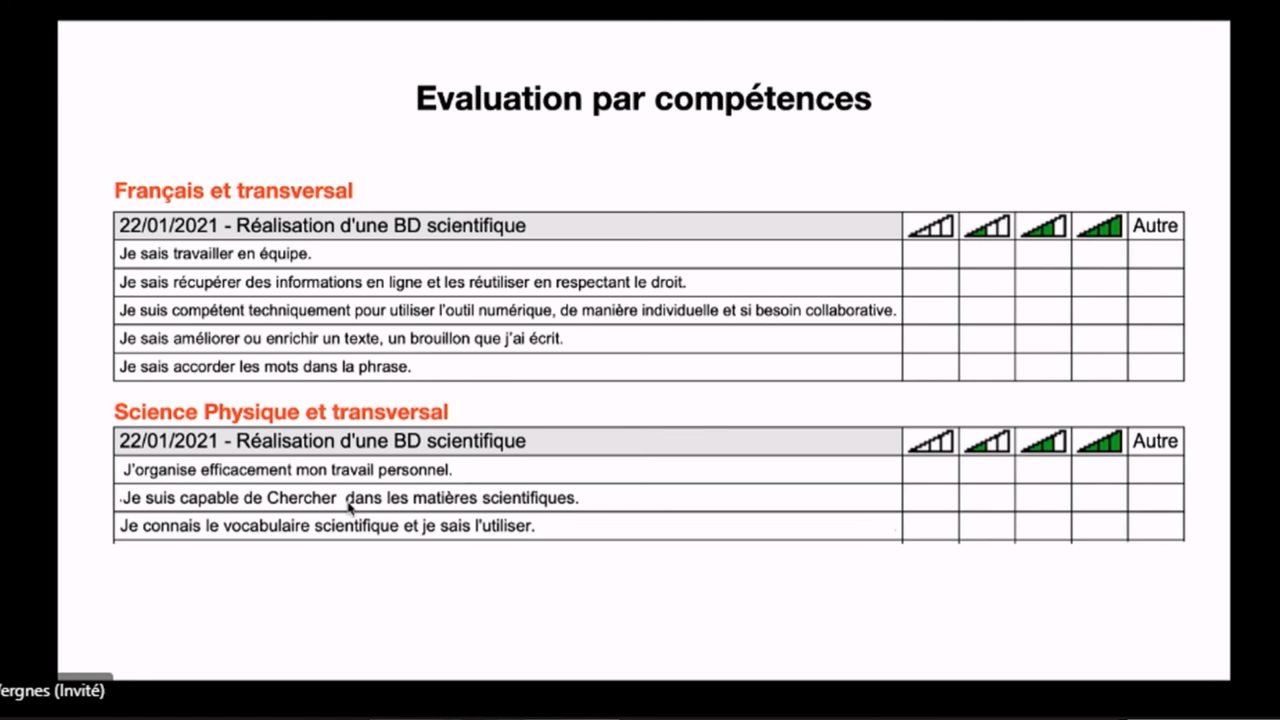 Evaluation par compétences
Français et transversal
22/01/2021 - Réalisation d'une BD scientifique Autre
Je sais travailler en équipe.
Je sais récupérer des informations en ligne et les réutiliser en respectant le droit.
Je suis compétent techniquement pour utiliser l'outil numérique, de manière individuelle et si besoin collaborative.
Je sais améliorer ou enrichir un texte, un brouillon que j'ai écrit.
Je sais accorder les mots dans la phrase.
Science Physique et transversal
22/01/2021 - Réalisation d'une BD scientifique Autre
J'organise efficacement mon travail personnel.
Je suis capable de Chercher dans les matières scientifiques.
Je connais le vocabulaire scientifique et je sais l'utiliser.
(Invité)